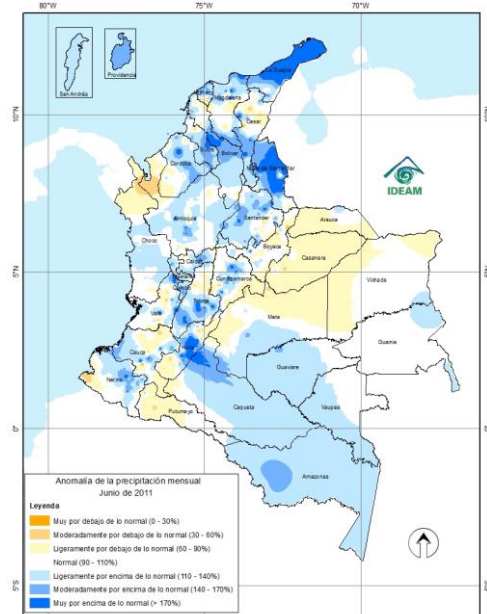 80°W
75°W
70°W
San Andrés
Providencia
La Guajira
Magdalena
10°N
Cesar
Sucre
Bolívar
Córdoba
Norte de Santander
IDEAM
Antioquia
Santander
Arauca
Chocó
Boyacá
Casanare
5°N
Caldas
Cundinamarca
Vichada
Tolima
Valle
Meta
Guainía
Cauca
Huila
Nariño
Guaviare
Caquetá
Vaupés
Putumayo
0°
Amazonas
5°S
Anomalía de la precipitación mensual
Junio de 2011
Leyenda
Muy por debajo de lo normal (0 - 30%)
Moderadamente por debajo de lo normal (30 - 60%)
Ligeramente por debajo de lo normal (60 - 90%)
Normal (90 - 110%)
Ligeramente por encima de lo normal (110 - 140%)
Moderadamente por encima de lo normal (140 - 170%)
Muy por encima de lo normal (> 170%)